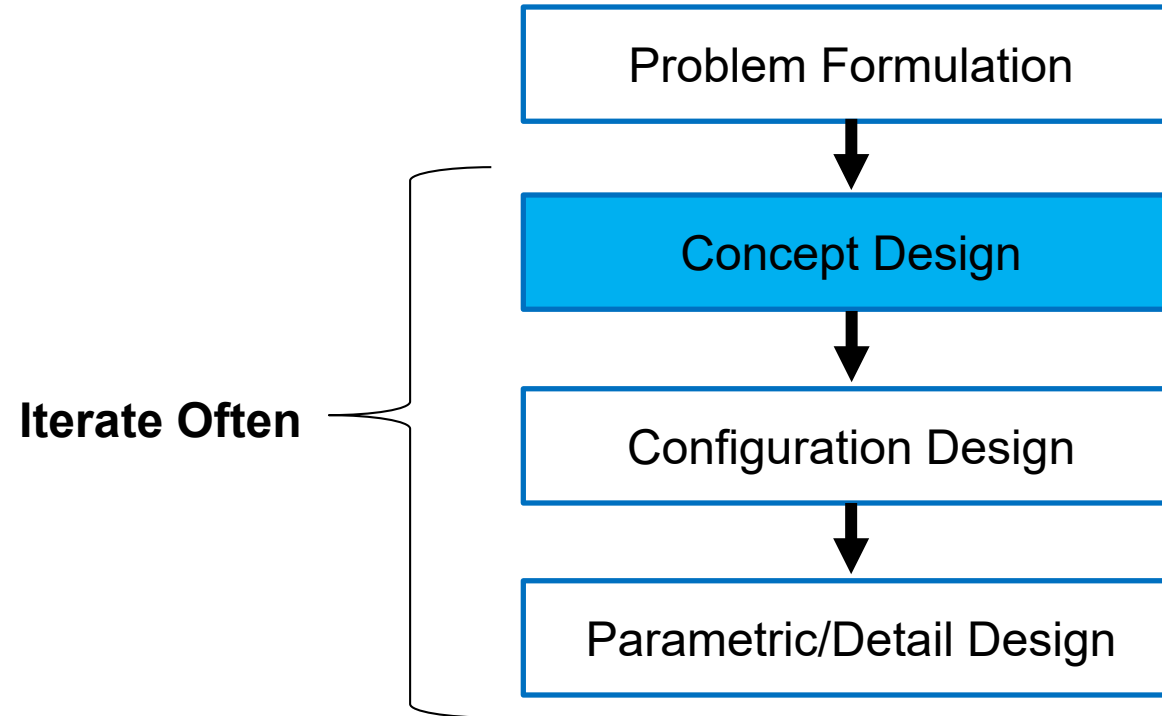 Problem Formulation
Concept Design
Iterate Often
Configuration Design
Parametric/Detail Design